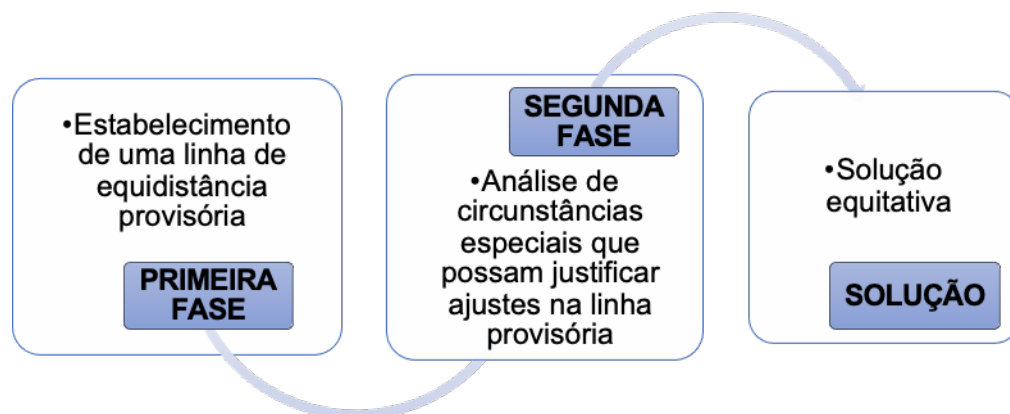 •Estabelecimento
de uma linha de
equidistância
provisória
PRIMEIRA
FASE
SEGUNDA
FASE
•Análise de
circunstâncias
especiais que
possam justificar
ajustes na linha
provisória
•Solução
equitativa
SOLUÇÃO